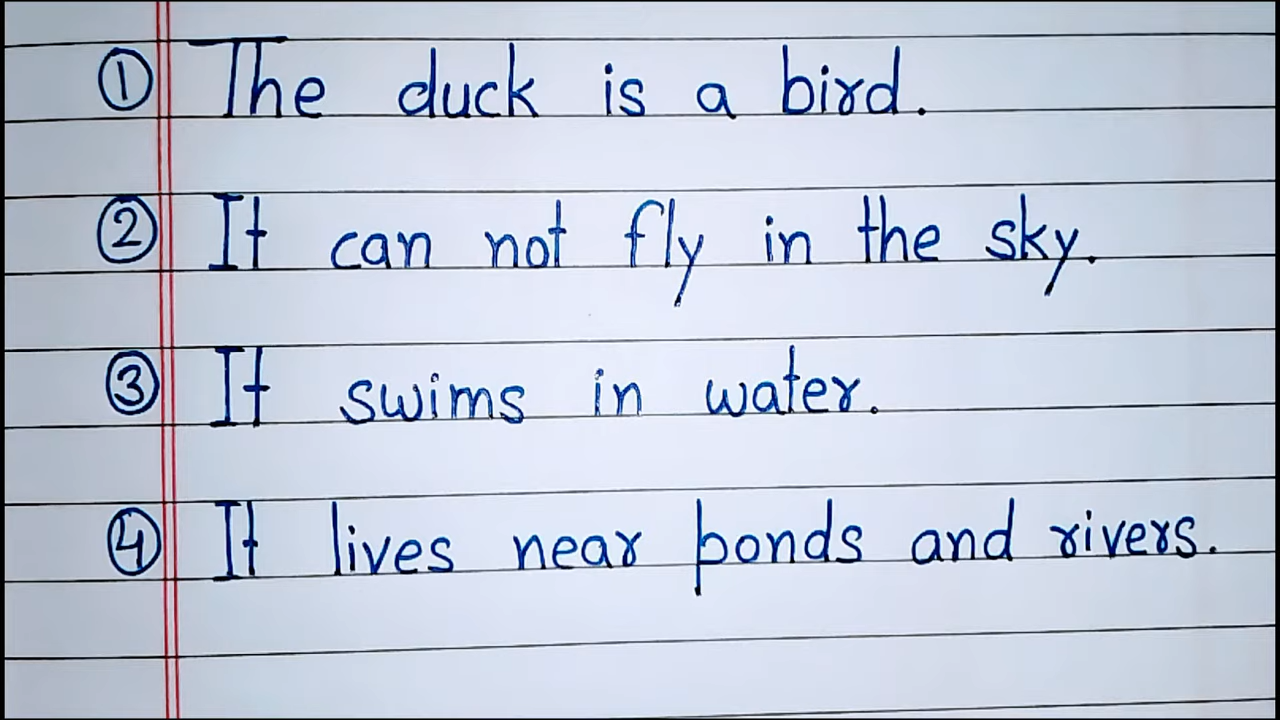 ① The duck is a bird.
② It can not fly in the sky.
③ It swims in water.
④ It lives near ponds and rivers.